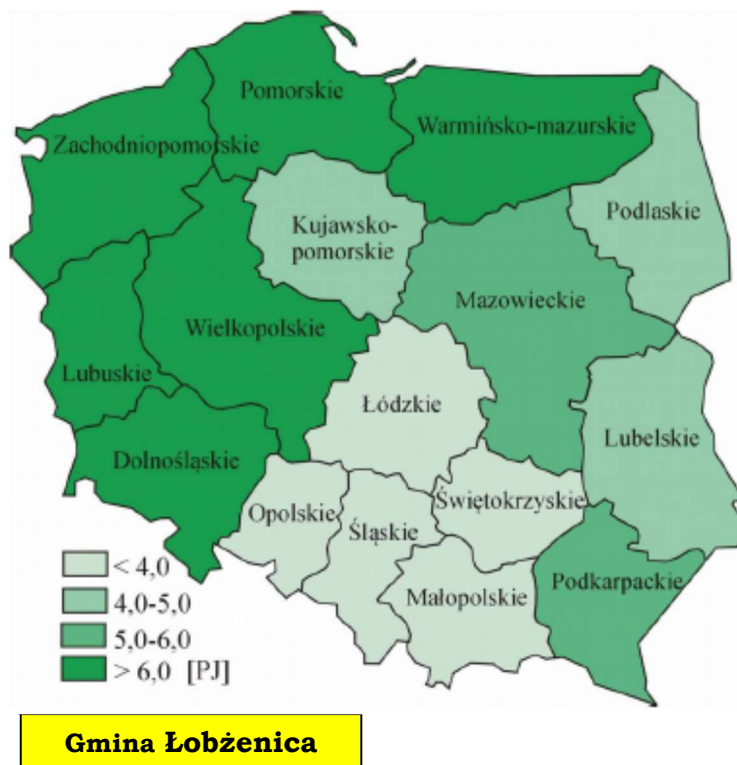 Pomorskie
Warmińsko-mazurskie
Zachodniopomorskie
Podlaskie
Kujawsko-
pomorskie
Mazowieckie
Wielkopolskie
Lubuskie
Łódzkie
Lubelskie
Dolnośląskie
Świętokrzyskie
Opolskie
Śląskie
Podkarpackie
Małopolskie
< 4,0
4,0-5,0
5,0-6,0
> 6,0 [PJ]
Gmina Łobżenica